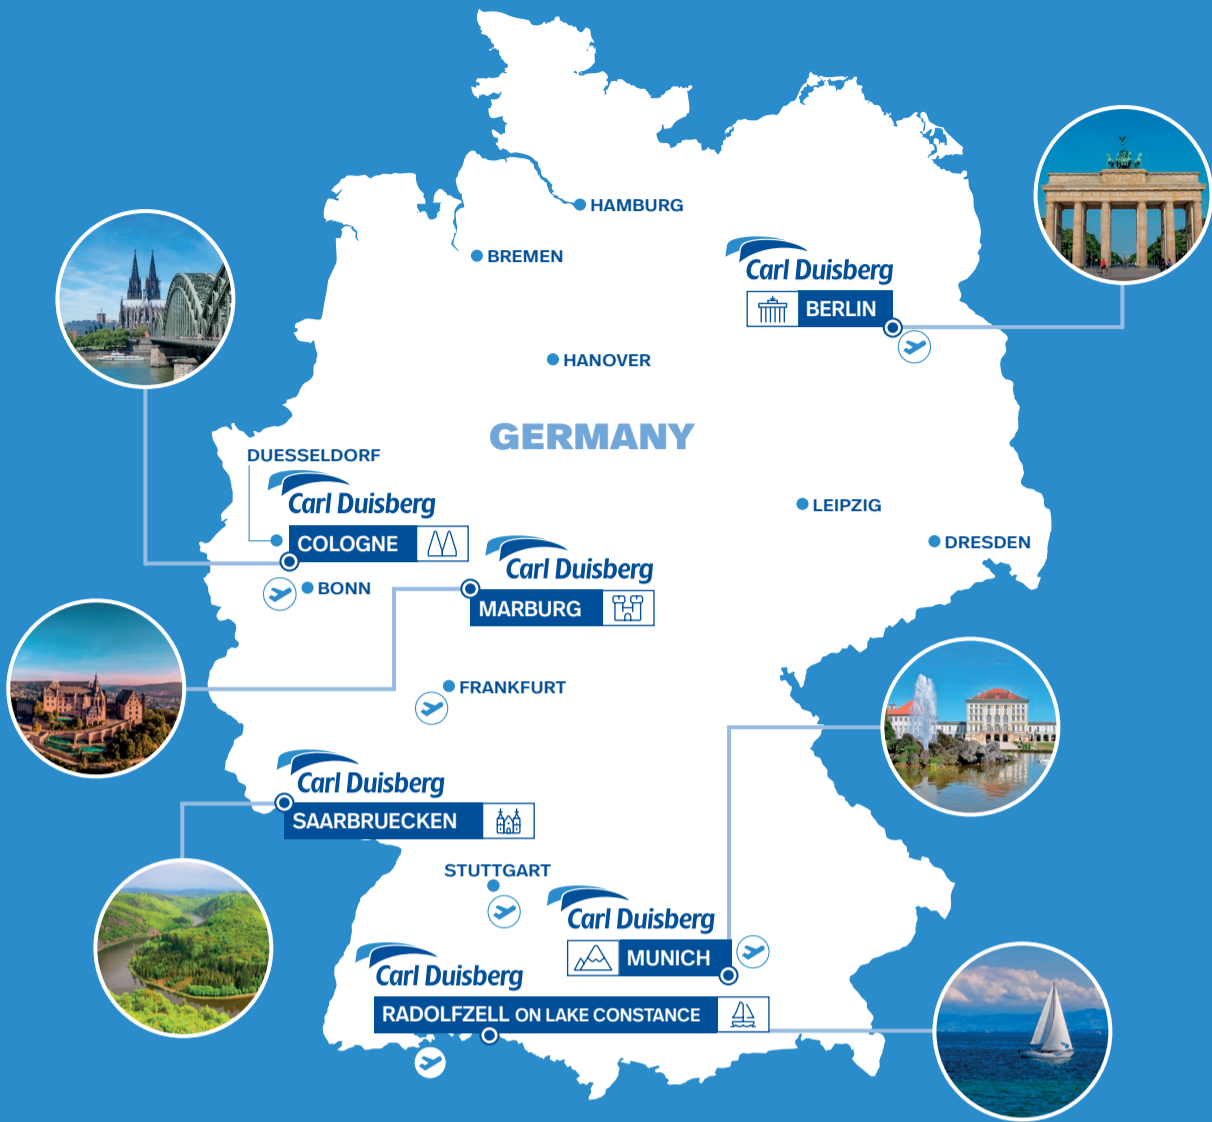 HAMBURG
BREMEN
Carl Duisberg
BERLIN
HANOVER
GERMANY
DUESSELDORF
Carl Duisberg
COLOGNE
LEIPZIG
DRESDEN
Carl Duisberg
MARBURG
BONN
FRANKFURT
Carl Duisberg
SAARBRUECKEN
STUTTGART
Carl Duisberg
MUNICH
Carl Duisberg
RADOLFZELL ON LAKE CONSTANCE